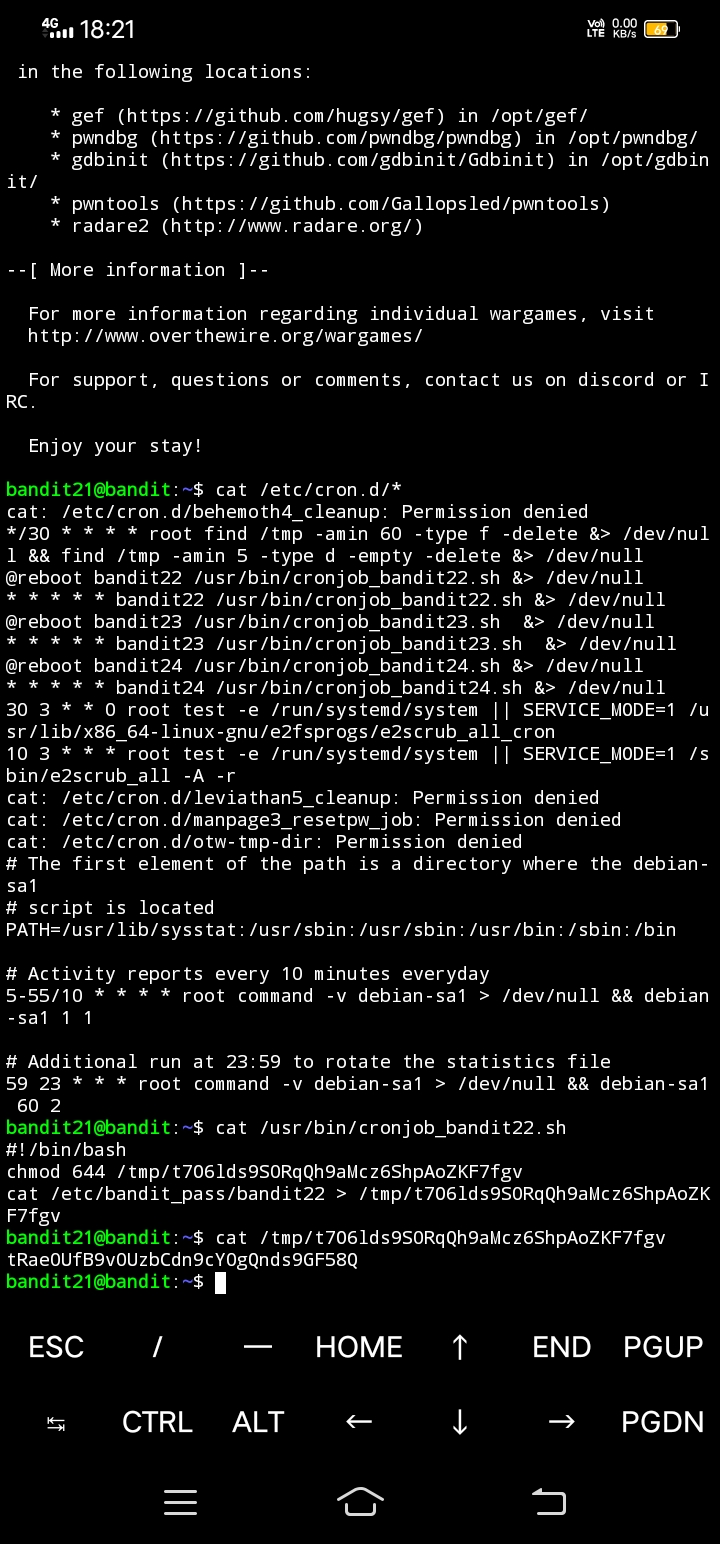 4G 18:21 Vo) LTE 0.00 KB/s 69
in the following locations:
* gef (https://github.com/hugsy/gef) in /opt/gef/
* pwndbg (https://github.com/pwndbg/pwndbg) in /opt/pwndbg/
* gdbinit (https://github.com/gdbinit/Gdbinit) in /opt/gdbin
it/
* pwntools (https://github.com/Gallopsled/pwntools)
* radare2 (http://www.radare.org/)
--[ More information ]--
For more information regarding individual wargames, visit
http://www.overthewire.org/wargames/
For support, questions or comments, contact us on discord or I
RC.
Enjoy your stay!
bandit21@bandit:~$ cat /etc/cron.d/*
cat: /etc/cron.d/behemoth4_cleanup: Permission denied
*/30 * * * * root find /tmp -amin 60 -type f -delete &> /dev/nul
l && find /tmp -amin 5 -type d -empty -delete &> /dev/null
@reboot bandit22 /usr/bin/cronjob_bandit22.sh &> /dev/null
* * * * * bandit22 /usr/bin/cronjob_bandit22.sh &> /dev/null
@reboot bandit23 /usr/bin/cronjob_bandit23.sh  &> /dev/null
* * * * * bandit23 /usr/bin/cronjob_bandit23.sh  &> /dev/null
@reboot bandit24 /usr/bin/cronjob_bandit24.sh &> /dev/null
* * * * * bandit24 /usr/bin/cronjob_bandit24.sh &> /dev/null
30 3 * * 0 root test -e /run/systemd/system || SERVICE_MODE=1 /u
sr/lib/x86_64-linux-gnu/e2fsprogs/e2scrub_all_cron
10 3 * * * root test -e /run/systemd/system || SERVICE_MODE=1 /s
bin/e2scrub_all -A -r
cat: /etc/cron.d/leviathan5_cleanup: Permission denied
cat: /etc/cron.d/manpage3_resetpw_job: Permission denied
cat: /etc/cron.d/otw-tmp-dir: Permission denied
# The first element of the path is a directory where the debian-
sa1
# script is located
PATH=/usr/lib/sysstat:/usr/sbin:/usr/sbin:/usr/bin:/sbin:/bin
# Activity reports every 10 minutes everyday
5-55/10 * * * * root command -v debian-sa1 > /dev/null && debian
-sa1 1 1
# Additional run at 23:59 to rotate the statistics file
59 23 * * * root command -v debian-sa1 > /dev/null && debian-sa1
60 2
bandit21@bandit:~$ cat /usr/bin/cronjob_bandit22.sh
#!/bin/bash
chmod 644 /tmp/t7O6lds9S0RqQh9aMcz6ShpAoZKF7fgv
cat /etc/bandit_pass/bandit22 > /tmp/t7O6lds9S0RqQh9aMcz6ShpAoZK
F7fgv
bandit21@bandit:~$ cat /tmp/t7O6lds9S0RqQh9aMcz6ShpAoZKF7fgv
tRae0UfB9v0UzbCdn9cY0gQnds9GF58Q
bandit21@bandit:~$
ESC / — HOME ↑ END PGUP
↹ CTRL ALT ← ↓ → PGDN